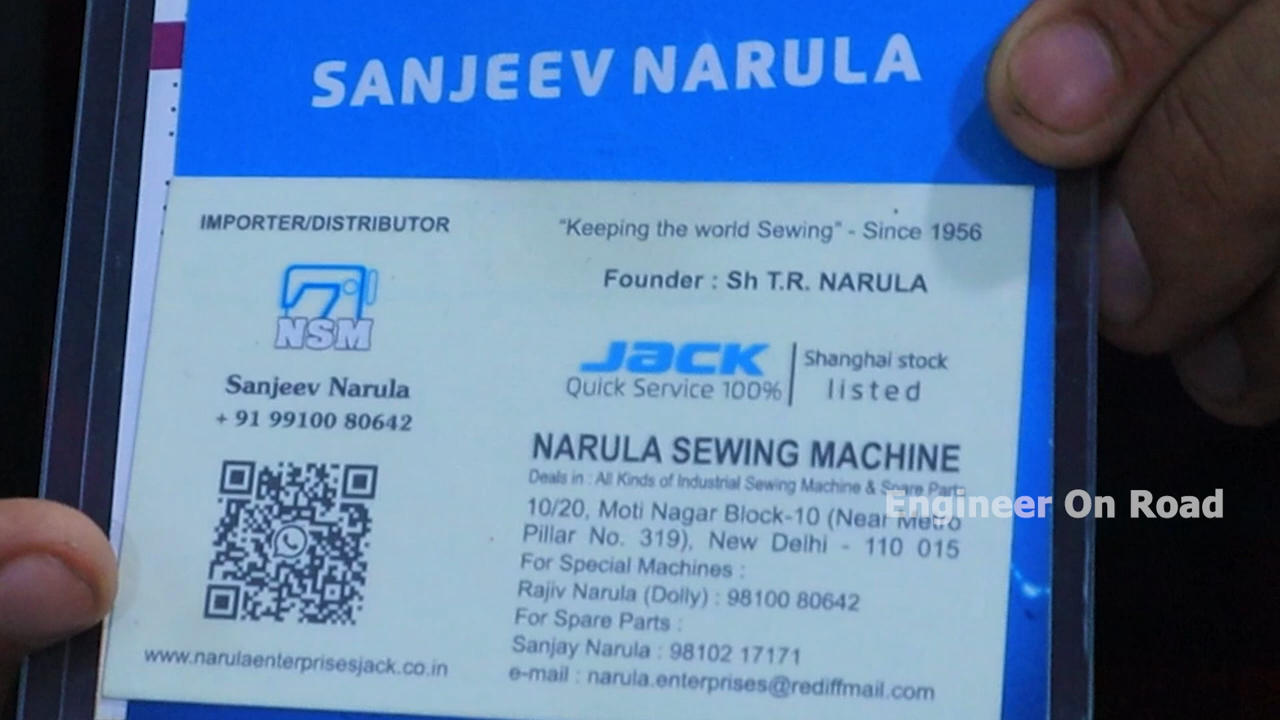 SANJEEV NARULA
IMPORTER/DISTRIBUTOR
NSM
Sanjeev Narula
+ 91 99100 80642
www.narulaenterprisesjack.co.in
"Keeping the world Sewing" - Since 1956
Founder : Sh T.R. NARULA
JACK
Quick Service 100%
Shanghai stock
listed
NARULA SEWING MACHINE
Deals in : All Kinds of Industrial Sewing Machine & Spare Parts
10/20, Moti Nagar Block-10 (Near Metro
Pillar No. 319), New Delhi - 110 015
For Special Machines :
Rajiv Narula (Dolly) : 98100 80642
For Spare Parts :
Sanjay Narula : 98102 17171
e-mail : narula.enterprises@rediffmail.com
Engineer On Road